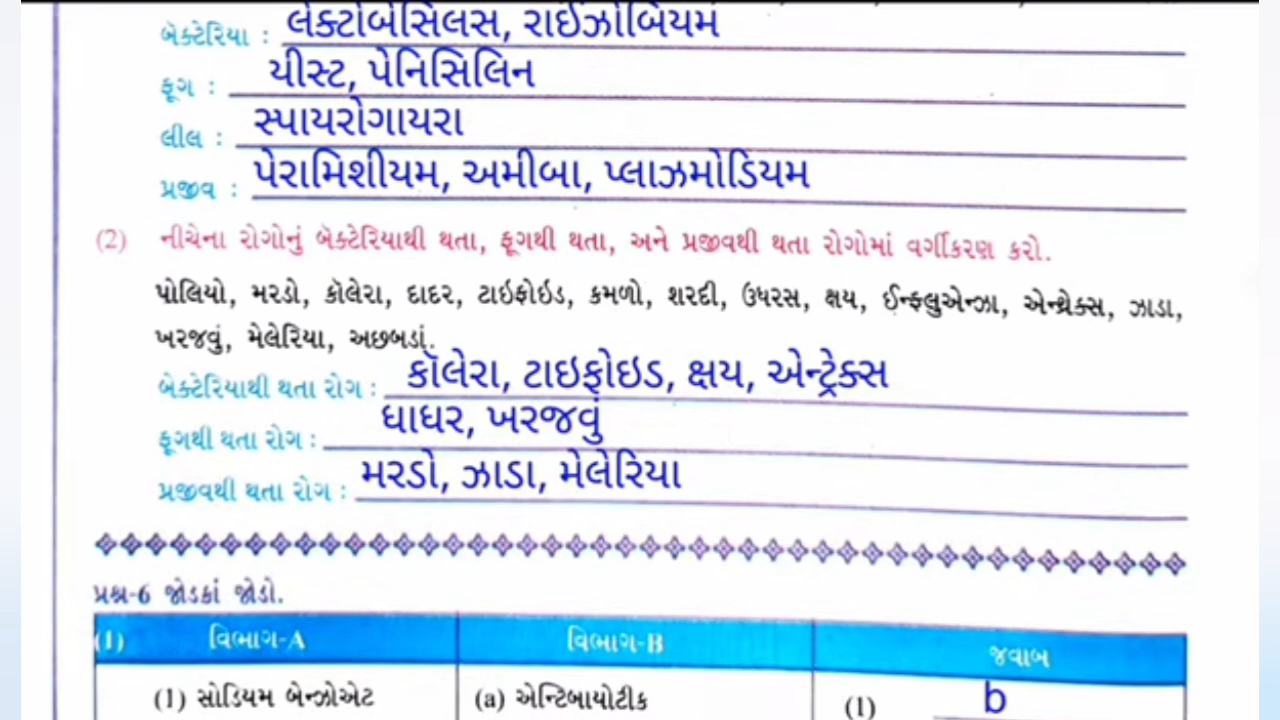 બેક્ટેરિયા : લેક્ટોબેસિલસ, રાઇઝોબિયમ
ફૂગ : યીસ્ટ, પેનિસિલિન
લીલ : સ્પાયરોગાયરા
પ્રજીવ : પેરામિશીયમ, અમીબા, પ્લાઝમોડિયમ
(2) નીચેના રોગોનું બેક્ટેરિયાથી થતા, ફૂગથી થતા, અને પ્રજીવથી થતા રોગોમાં વર્ગીકરણ કરો.
પોલિયો, મરડો, કૉલેરા, દાદર, ટાઇફોઇડ, કમળો, શરદી, ઉધરસ, ક્ષય, ઈન્ફ્લુએન્ઝા, એન્થ્રેક્સ, ઝાડા,
ખરજવું, મેલેરિયા, અછબડાં.
બેક્ટેરિયાથી થતા રોગ : કૉલેરા, ટાઇફોઇડ, ક્ષય, એન્ટ્રેક્સ
ફૂગથી થતા રોગ : ધાધર, ખરજવું
પ્રજીવથી થતા રોગ : મરડો, ઝાડા, મેલેરિયા
પ્રશ્ન-6 જોડકાં જોડો.
(1) વિભાગ-A વિભાગ-B જવાબ
(1) સોડિયમ બેન્ઝોએટ (a) એન્ટિબાયોટીક (1) b